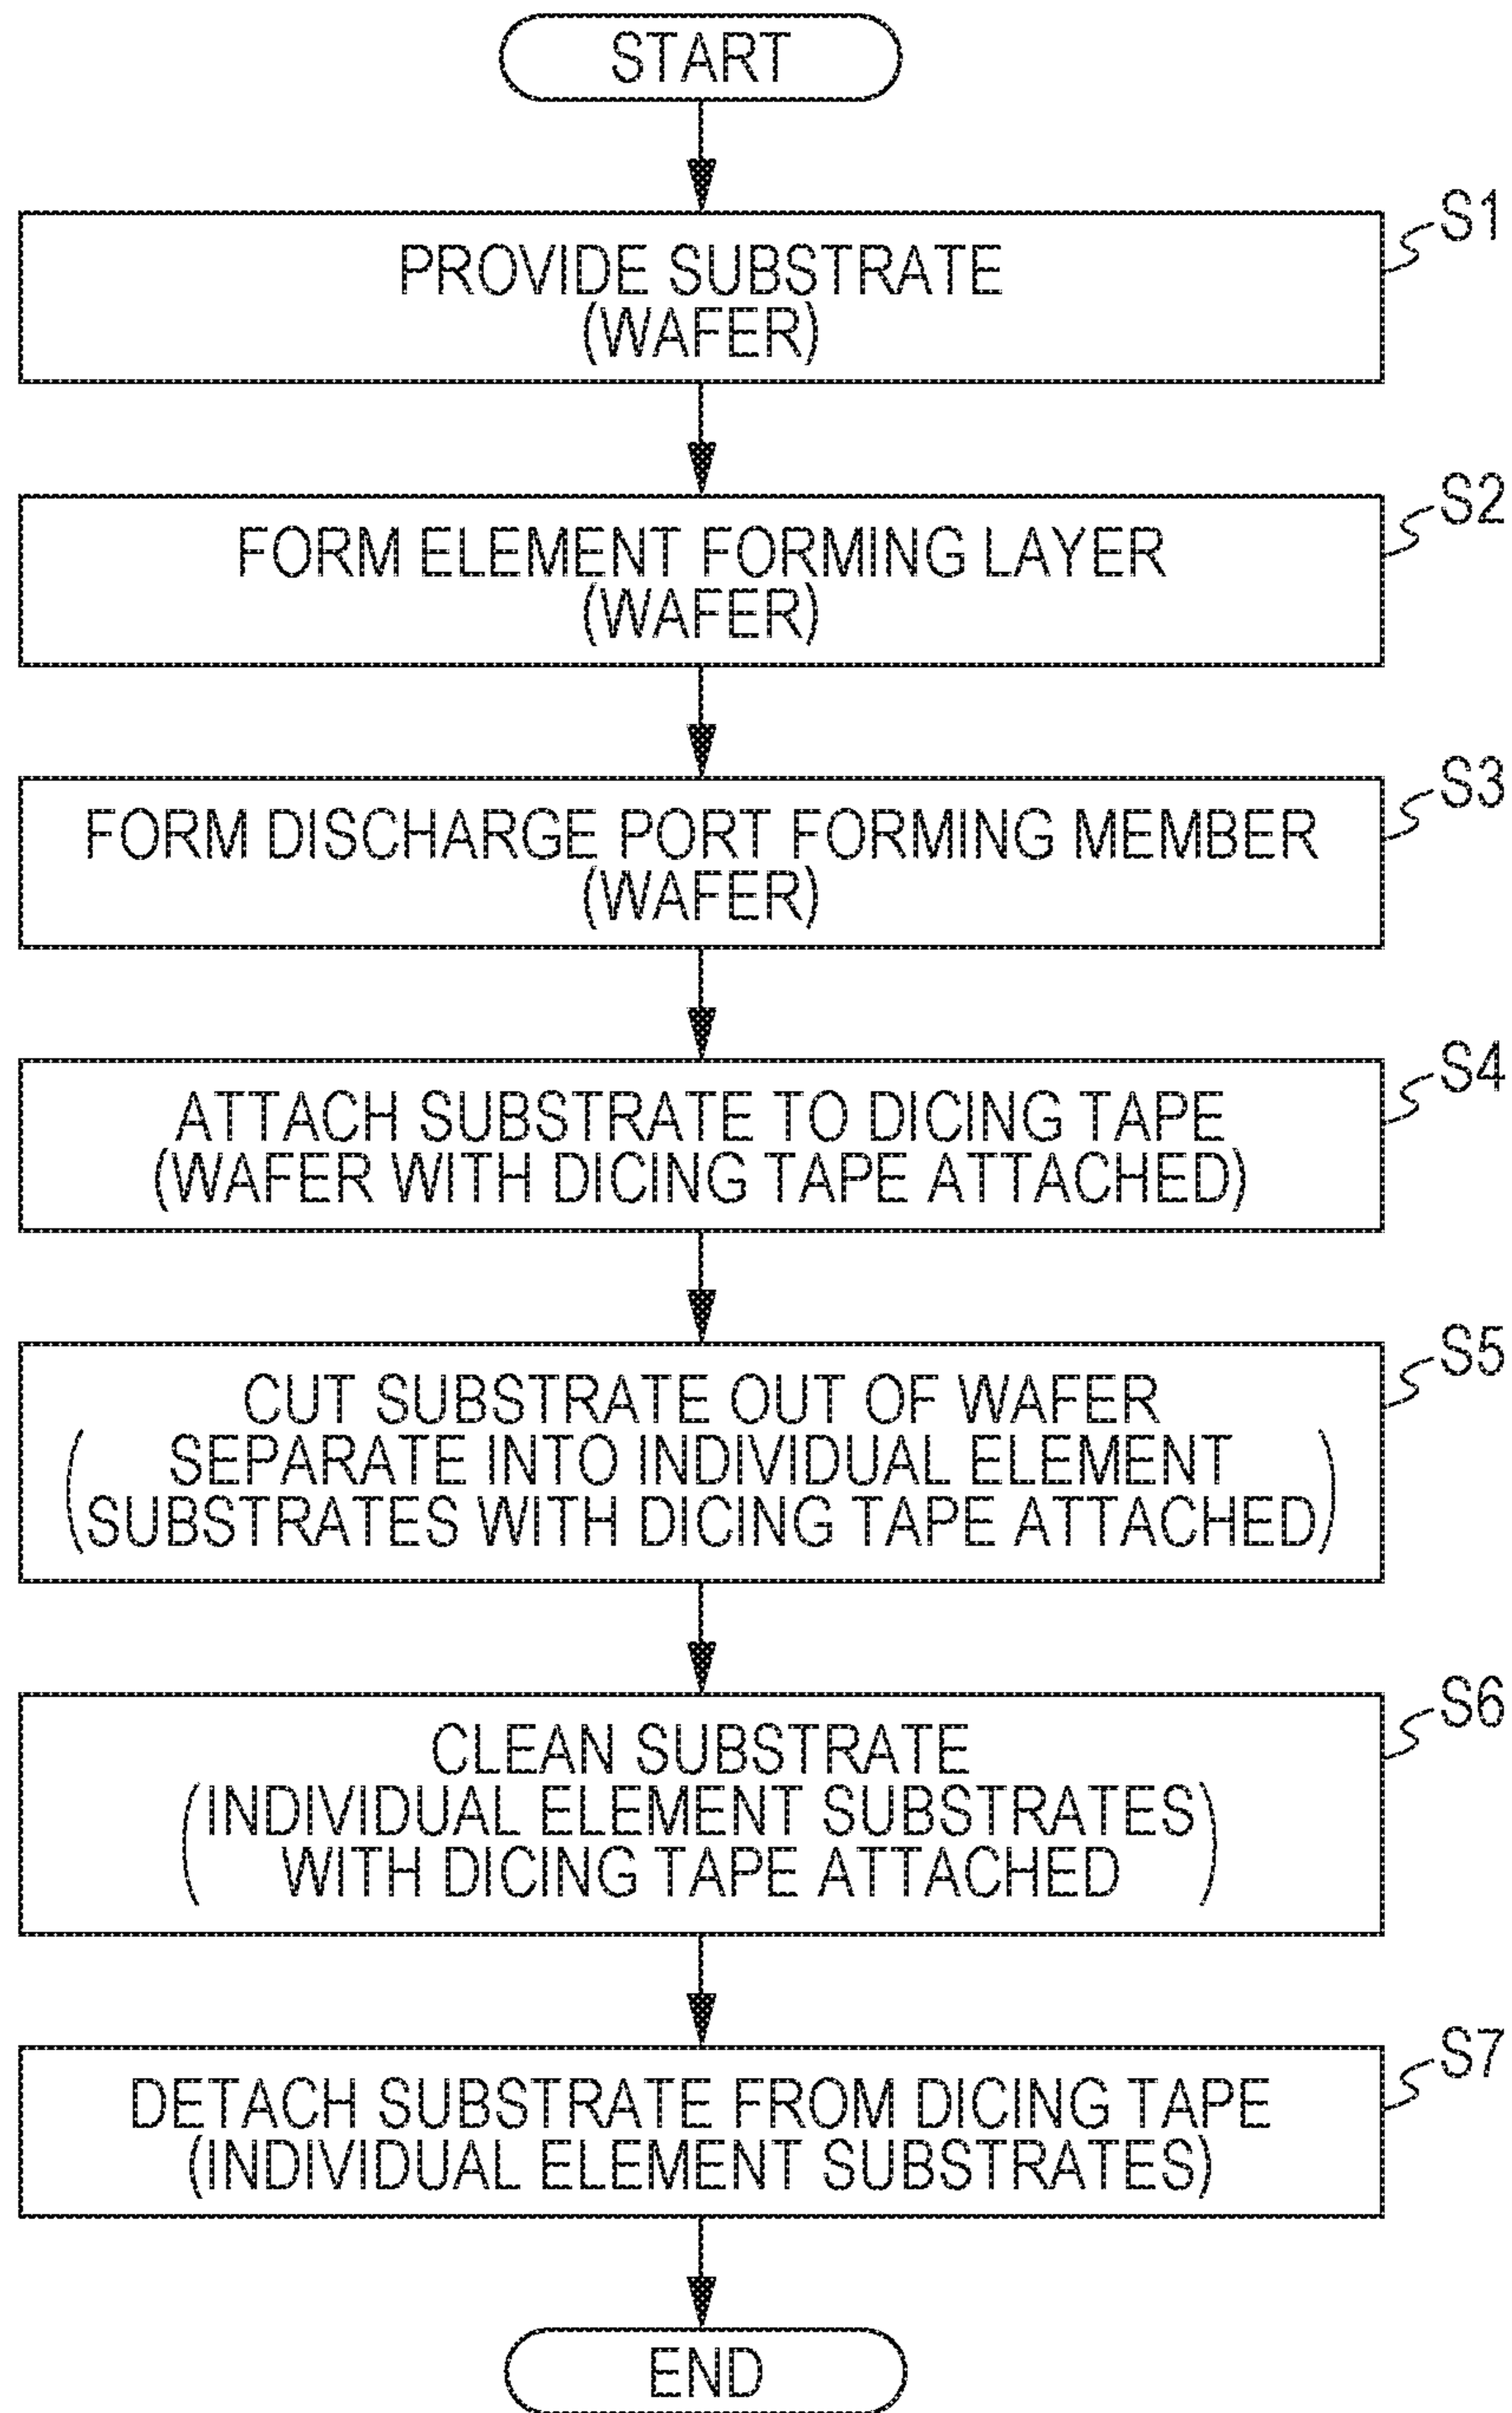 START
S1
PROVIDE SUBSTRATE
(WAFER)
S2
FORM ELEMENT FORMING LAYER
(WAFER)
S3
FORM DISCHARGE PORT FORMING MEMBER
(WAFER)
S4
ATTACH SUBSTRATE TO DICING TAPE
(WAFER WITH DICING TAPE ATTACHED)
S5
CUT SUBSTRATE OUT OF WAFER
(SEPARATE INTO INDIVIDUAL ELEMENT
SUBSTRATES WITH DICING TAPE ATTACHED)
S6
CLEAN SUBSTRATE
(INDIVIDUAL ELEMENT SUBSTRATES
WITH DICING TAPE ATTACHED)
S7
DETACH SUBSTRATE FROM DICING TAPE
(INDIVIDUAL ELEMENT SUBSTRATES)
END